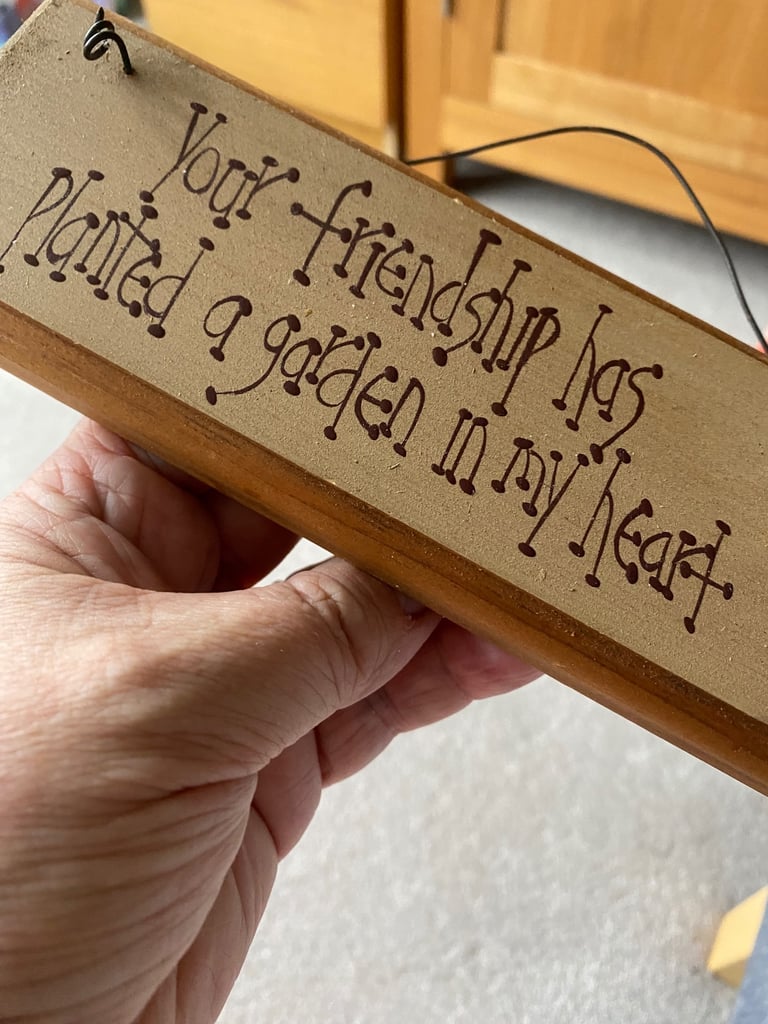 Your friendship has
Planted a garden in my heart